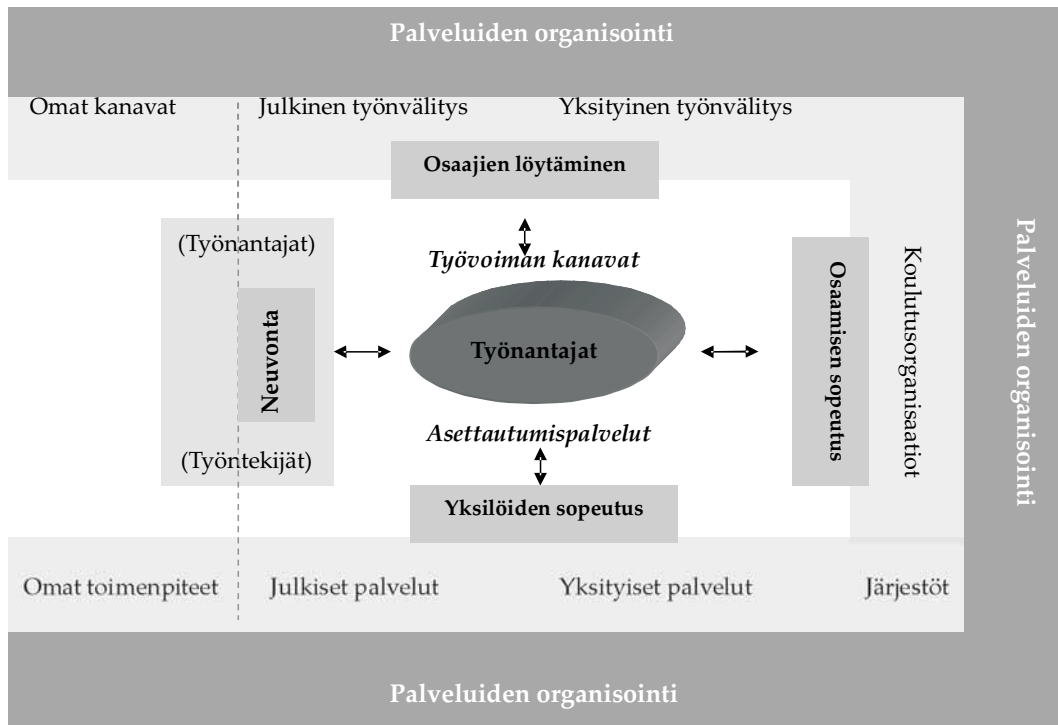 Palveluiden organisointi
Omat kanavat
Julkinen työnvälitys
Yksityinen työnvälitys
Osaajien löytäminen
(Työnantajat)
Työvoiman kanavat
Neuvonta
Työnantajat
Osaamisen sopeutus
Koulutusorganisaatiot
Palveluiden organisointi
Asettautumispalvelut
(Työntekijät)
Yksilöiden sopeutus
Omat toimenpiteet
Julkiset palvelut
Yksityiset palvelut
Järjestöt
Palveluiden organisointi